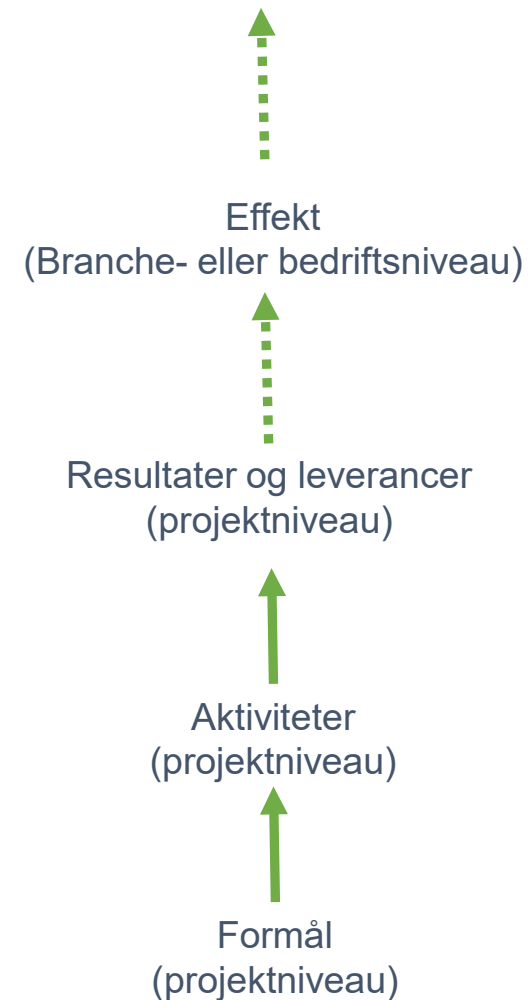 Effekt
(Branche- eller bedriftsniveau)
Resultater og leverancer
(projektniveau)
Aktiviteter
(projektniveau)
Formål
(projektniveau)